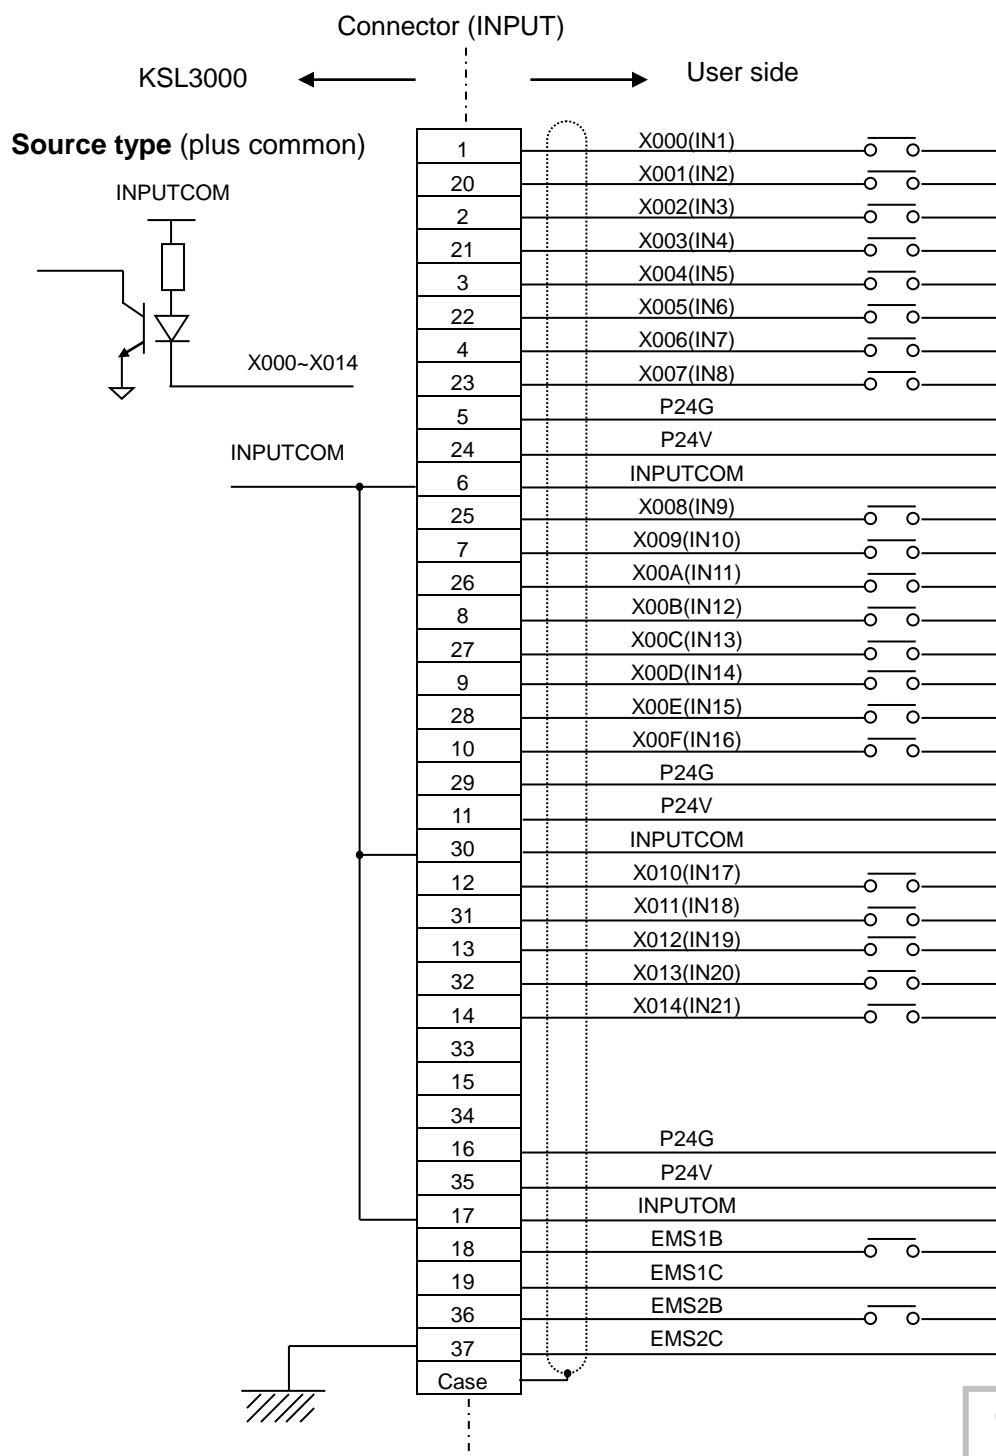 Connector (INPUT)
KSL3000
User side
Source type (plus common)
INPUTCOM
X000~X014
INPUTCOM
1 X000(IN1)
20 X001(IN2)
2 X002(IN3)
21 X003(IN4)
3 X004(IN5)
22 X005(IN6)
4 X006(IN7)
23 X007(IN8)
5 P24G
24 P24V
6 INPUTCOM
25 X008(IN9)
7 X009(IN10)
26 X00A(IN11)
8 X00B(IN12)
27 X00C(IN13)
9 X00D(IN14)
28 X00E(IN15)
10 X00F(IN16)
29 P24G
11 P24V
30 INPUTCOM
12 X010(IN17)
31 X011(IN18)
13 X012(IN19)
32 X013(IN20)
14 X014(IN21)
33
15
34
16 P24G
35 P24V
17 INPUTOM
18 EMS1B
19 EMS1C
36 EMS2B
37 EMS2C
Case